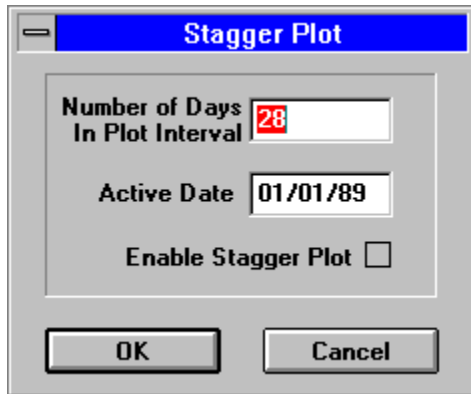 Stagger Plot
Number of Days 28
In Plot Interval
Active Date 01/01/89
Enable Stagger Plot
OK Cancel